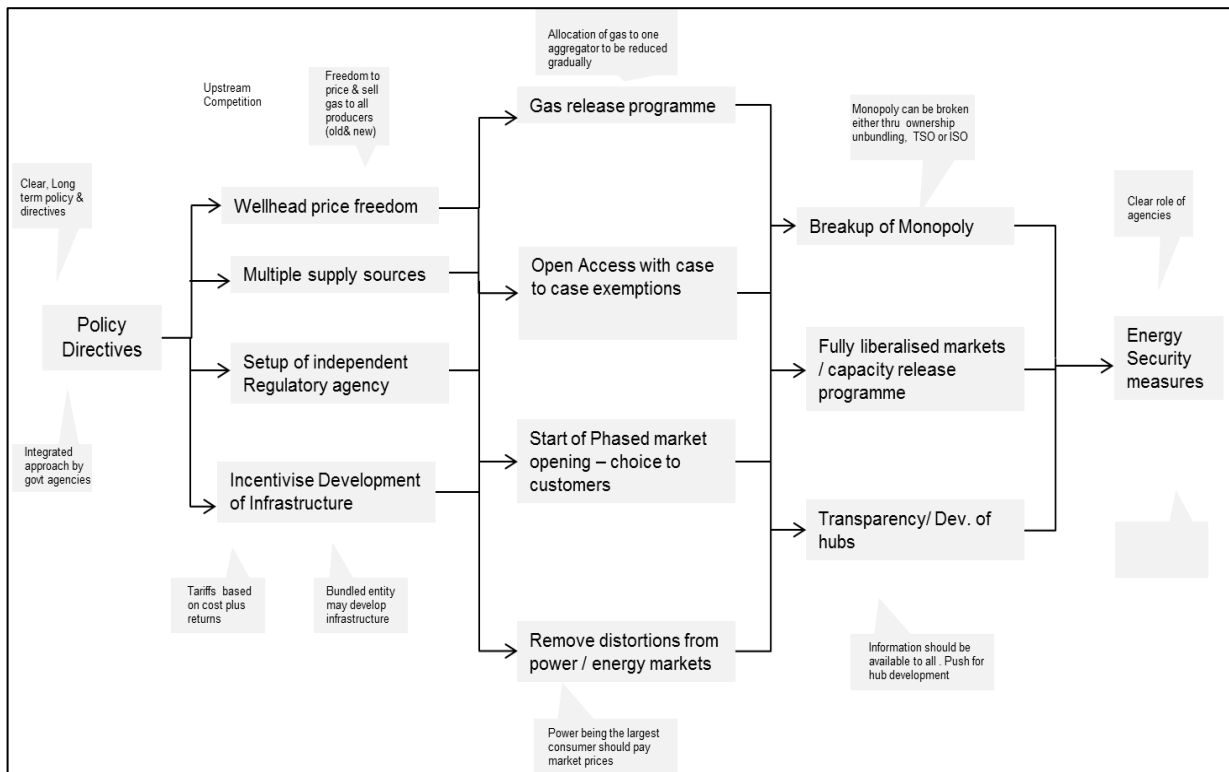 Allocation of gas to one
aggregator to be reduced
gradually
Upstream
Competition
Freedom to
price & sell
gas to all
producers
(old& new)
Gas release programme
Monopoly can be broken
either thru ownership
unbundling, TSO or ISO
Clear, Long
term policy &
directives
Wellhead price freedom
Breakup of Monopoly
Clear role of
agencies
Multiple supply sources
Open Access with case
to case exemptions
Policy
Directives
Setup of independent
Regulatory agency
Fully liberalised markets
/ capacity release
programme
Energy
Security
measures
Integrated
approach by
govt agencies
Incentivise Development
of Infrastructure
Start of Phased market
opening – choice to
customers
Transparency/ Dev. of
hubs
Tariffs based
on cost plus
returns
Bundled entity
may develop
infrastructure
Remove distortions from
power / energy markets
Information should be
available to all . Push for
hub development
Power being the largest
consumer should pay
market prices